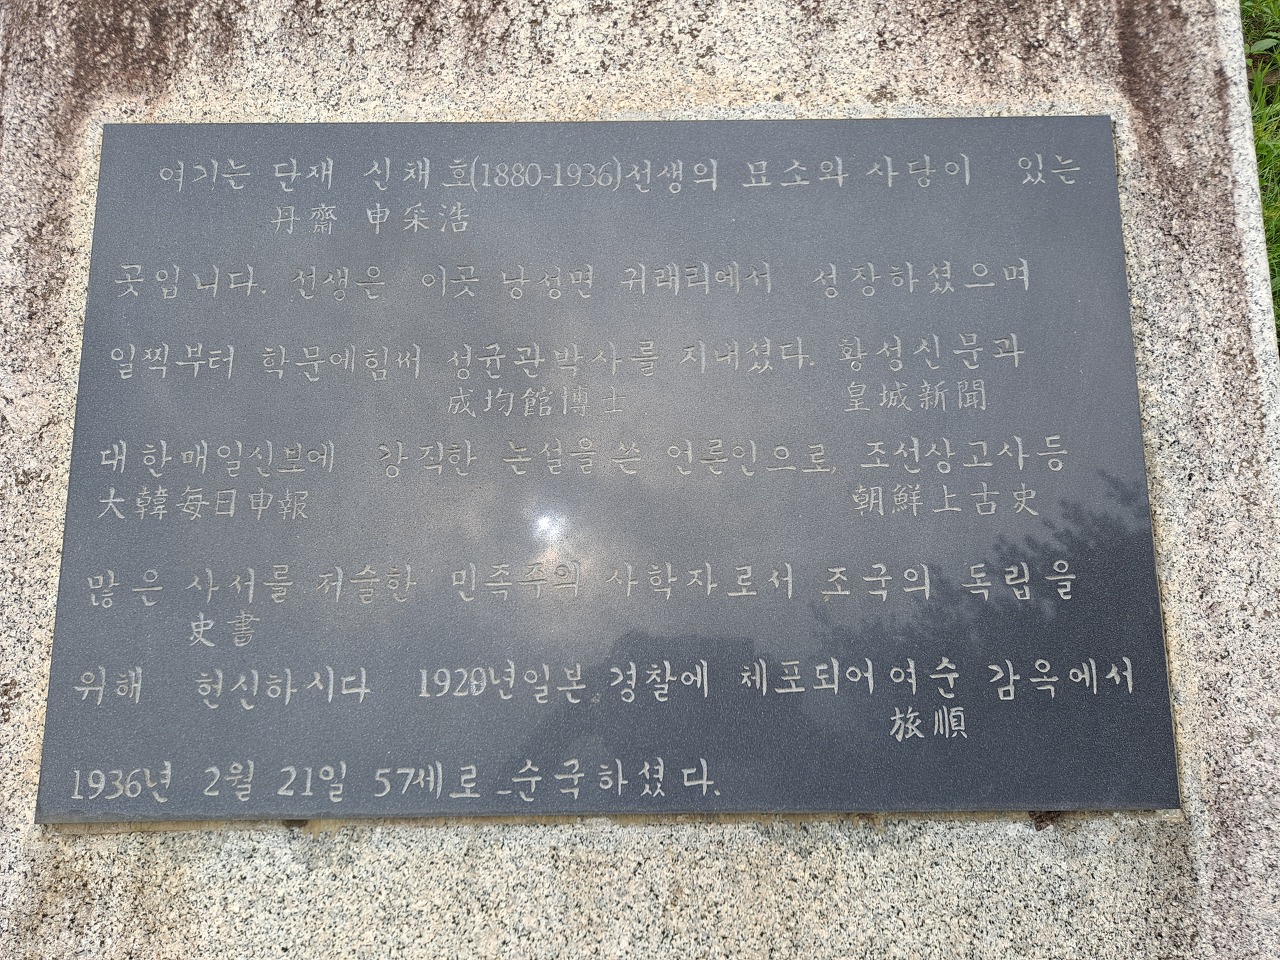 여기는 단재 신채호(1880-1936)선생의 묘소와 사당이 있는
丹齋 申采浩
곳입니다. 선생은 이곳 낭성면 귀래리에서 성장하셨으며
일찍부터 학문에힘써 성균관박사를 지내셨다. 황성신문과
成均館博士 皇城新聞
대한매일신보에 강직한 논설을 쓴 언론인으로, 조선상고사등
大韓每日申報 朝鮮上古史
많은 사서를 저술한 민족주의 사학자로서 조국의 독립을
史書
위해 헌신하시다 년일본 경찰에 체포되어 여순 감옥에서
旅順
1936년 2월 21일 57세로 순국하셨다.